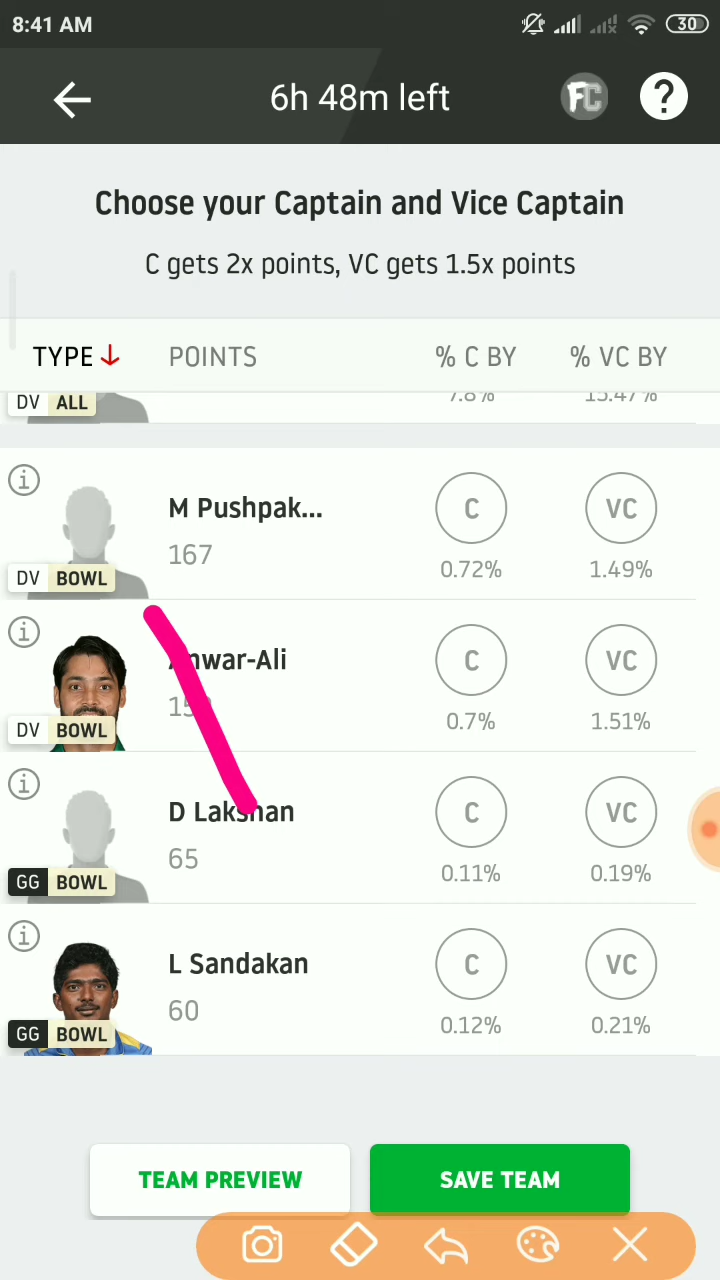 8:41 AM
30
6h 48m left
FC
?
Choose your Captain and Vice Captain
C gets 2x points, VC gets 1.5x points
TYPE POINTS % C BY % VC BY
DV ALL 7.8% 15.47%
M Pushpak...
C VC
167
DV BOWL 0.72% 1.49%
Anwar-Ali
C VC
DV BOWL 0.7% 1.51%
D Lakshan
C VC
65
GG BOWL 0.11% 0.19%
L Sandakan
C VC
60
GG BOWL 0.12% 0.21%
TEAM PREVIEW SAVE TEAM